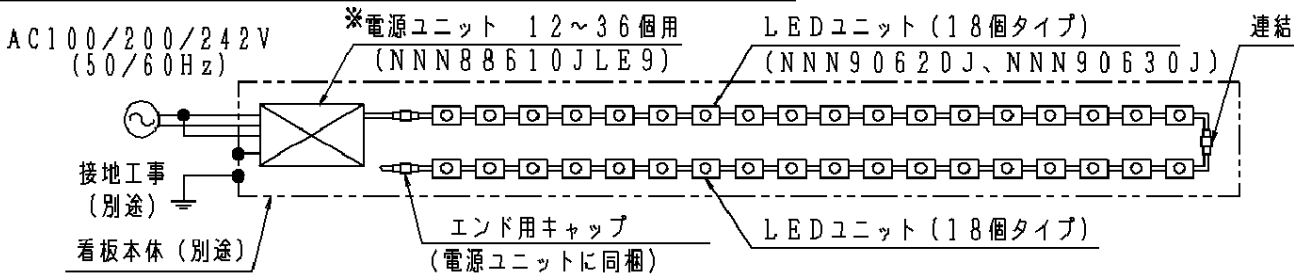 AC100/200/242V
(50/60Hz)
※電源ユニット 12~36個用
(NNN88610JLE9)
LEDユニット(18個タイプ)
(NNN90620J、NNN90630J)
連結
接地工事
(別途)
看板本体(別途)
エンド用キャップ
(電源ユニットに同梱)
LEDユニット(18個タイプ)